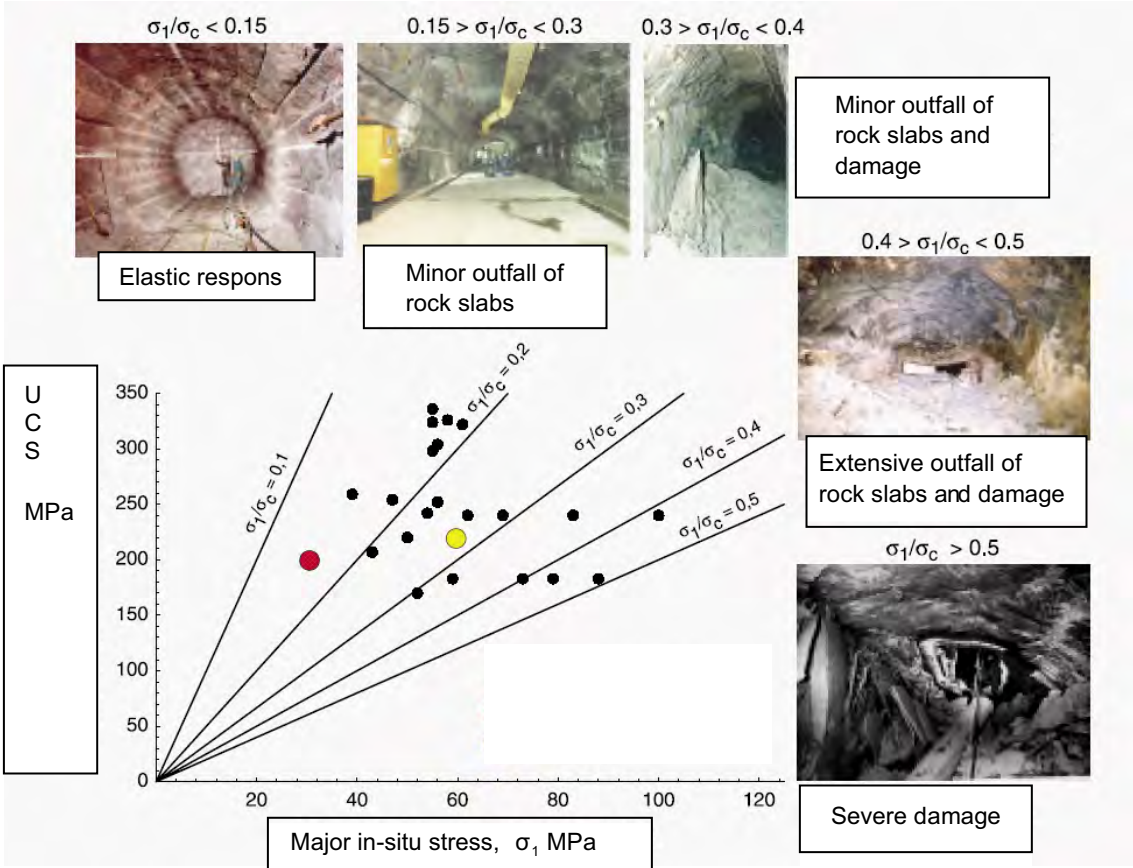 σ1/σc < 0.15
0.15 > σ1/σc < 0.3
0.3 > σ1/σc < 0.4
Minor outfall of
rock slabs and
damage
Elastic respons
Minor outfall of
rock slabs
0.4 > σ1/σc < 0.5
Extensive outfall of
rock slabs and damage
σ1/σc > 0.5
Severe damage
U
C
S
MPa
350
300
250
200
150
100
50
0
σ1/σc = 0,1
σ1/σc = 0,2
σ1/σc = 0,3
σ1/σc = 0,4
σ1/σc = 0,5
20
40
60
80
100
120
Major in-situ stress, σ1 MPa